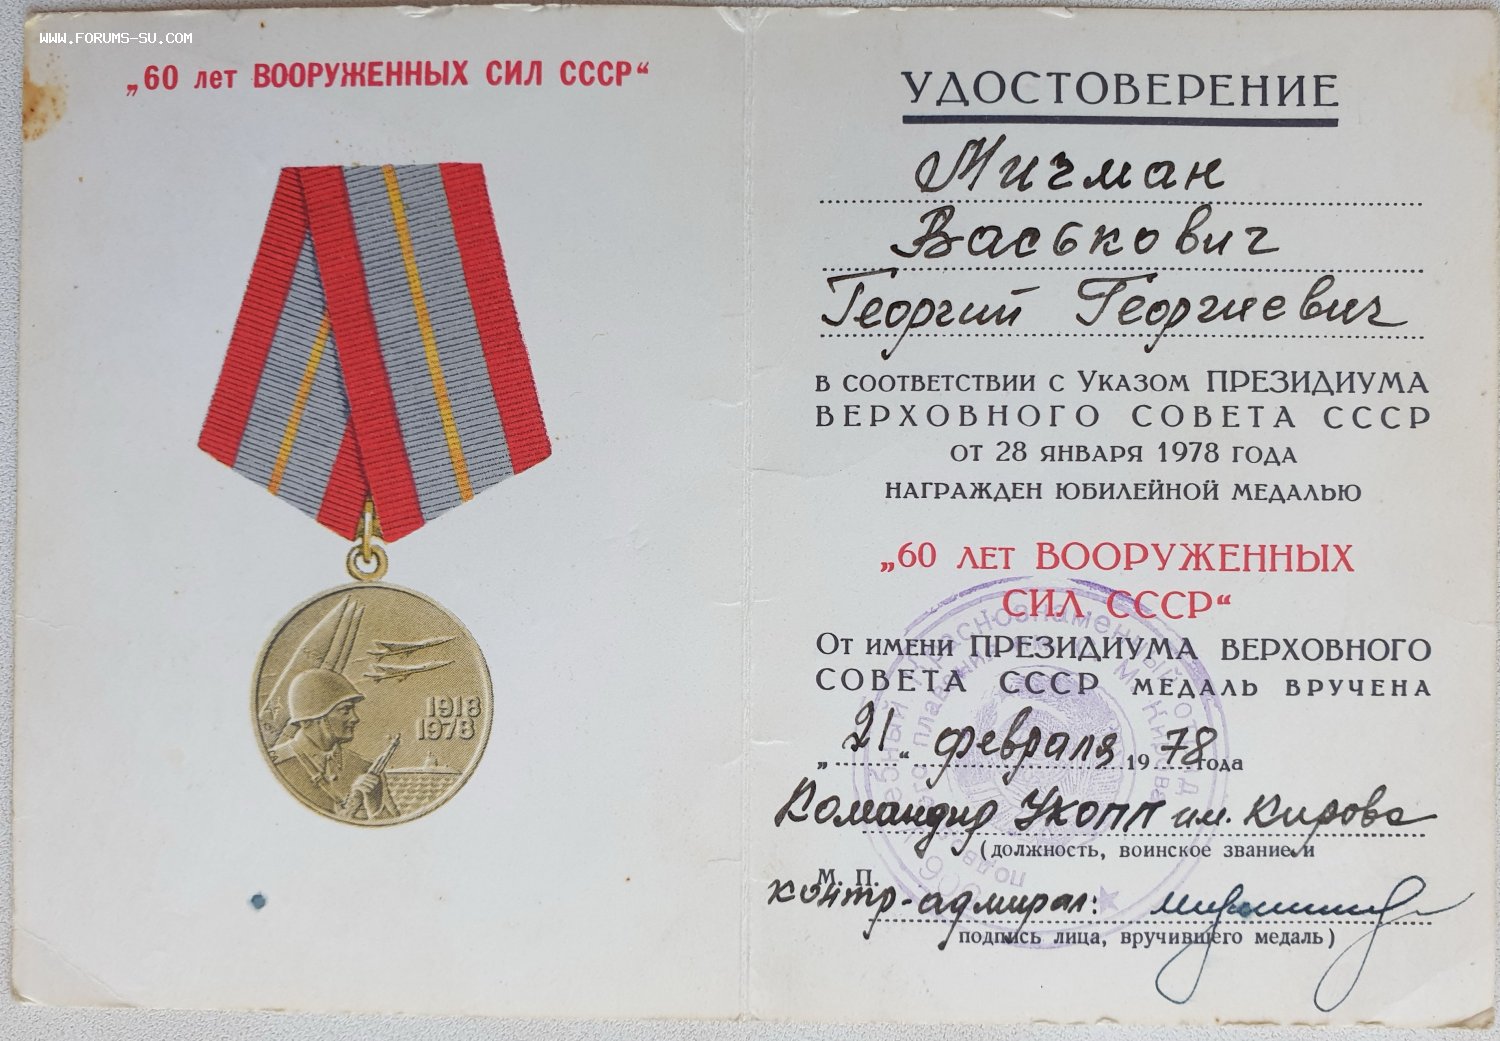 WWW.FORUMS-SU.COM
„60 лет ВООРУЖЕННЫХ СИЛ СССР“
1918
1978
УДОСТОВЕРЕНИЕ
Мичман
Васькович
Георгий Георгиевич
В СООТВЕТСТВИИ С УКАЗОМ ПРЕЗИДИУМА
ВЕРХОВНОГО СОВЕТА СССР
ОТ 28 ЯНВАРЯ 1978 ГОДА
НАГРАЖДЕН ЮБИЛЕЙНОЙ МЕДАЛЬЮ
„60 ЛЕТ ВООРУЖЕННЫХ
СИЛ СССР“
ОТ ИМЕНИ ПРЕЗИДИУМА ВЕРХОВНОГО
СОВЕТА СССР МЕДАЛЬ ВРУЧЕНА
„21“ февраля 1978 года
Командир УКОПП им. Кирова
(должность, воинское звание и
М. П.
контр-адмирал:
подпись лица, вручившего медаль)
Краснознаменный
плавания
Кирова